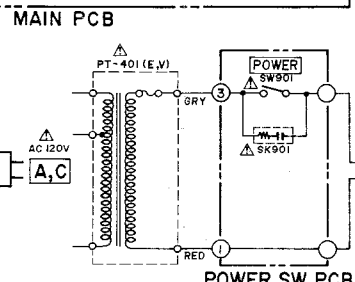 MAIN PCB
PT-401 (E,V)
POWER
SW901
GRY
3
SK901
AC 120V
A,C
RED
1
POWER SW PCB